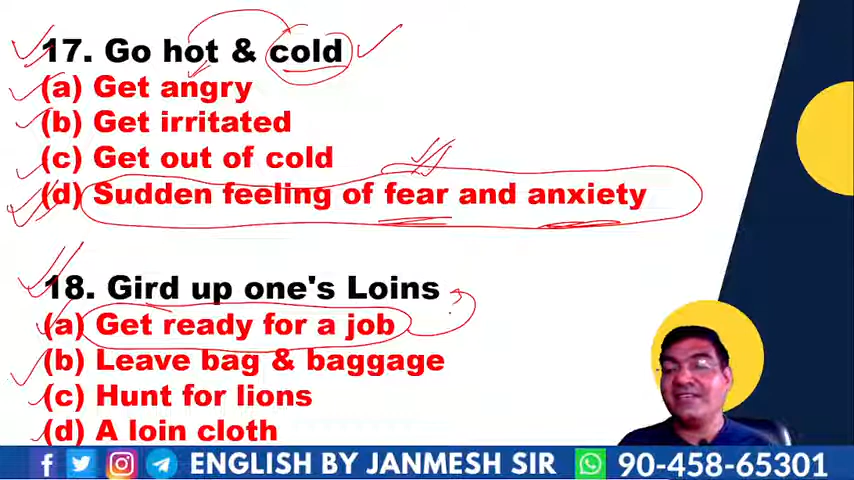 17. Go hot & cold
(a) Get angry
(b) Get irritated
(c) Get out of cold
(d) Sudden feeling of fear and anxiety
18. Gird up one's Loins
(a) Get ready for a job
(b) Leave bag & baggage
(c) Hunt for lions
(d) A loin cloth
ENGLISH BY JANMESH SIR 90-458-65301